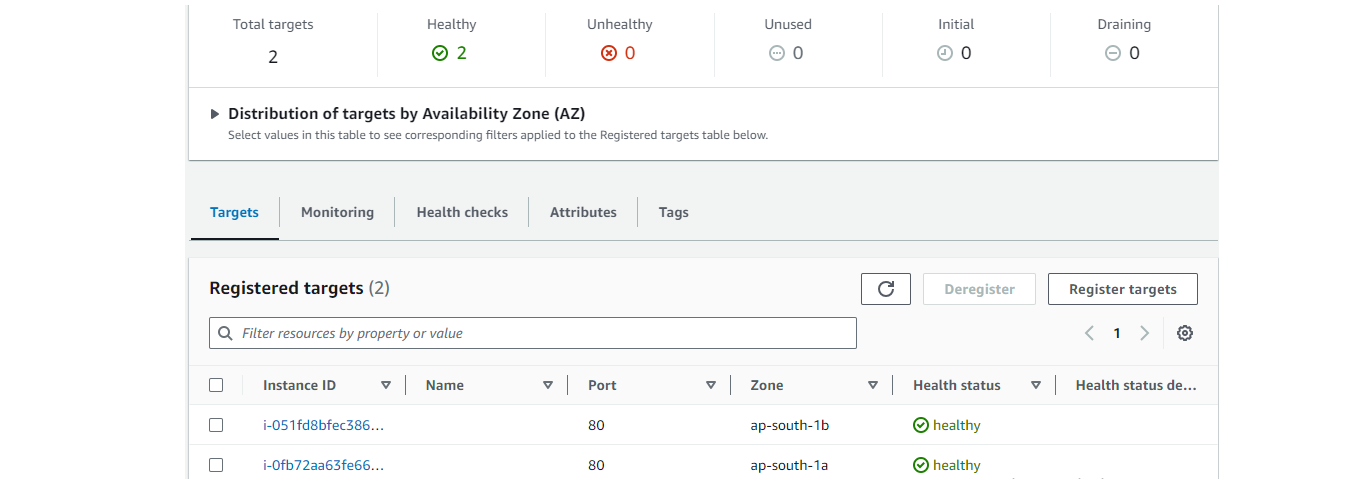 Total targets Healthy Unhealthy Unused Initial Draining
2 2 0 0 0 0
Distribution of targets by Availability Zone (AZ)
Select values in this table to see corresponding filters applied to the Registered targets table below.
Targets Monitoring Health checks Attributes Tags
Registered targets (2) Deregister Register targets
Filter resources by property or value 1
Instance ID Name Port Zone Health status Health status de...
i-051fd8bfec386... 80 ap-south-1b healthy
i-0fb72aa63fe66... 80 ap-south-1a healthy